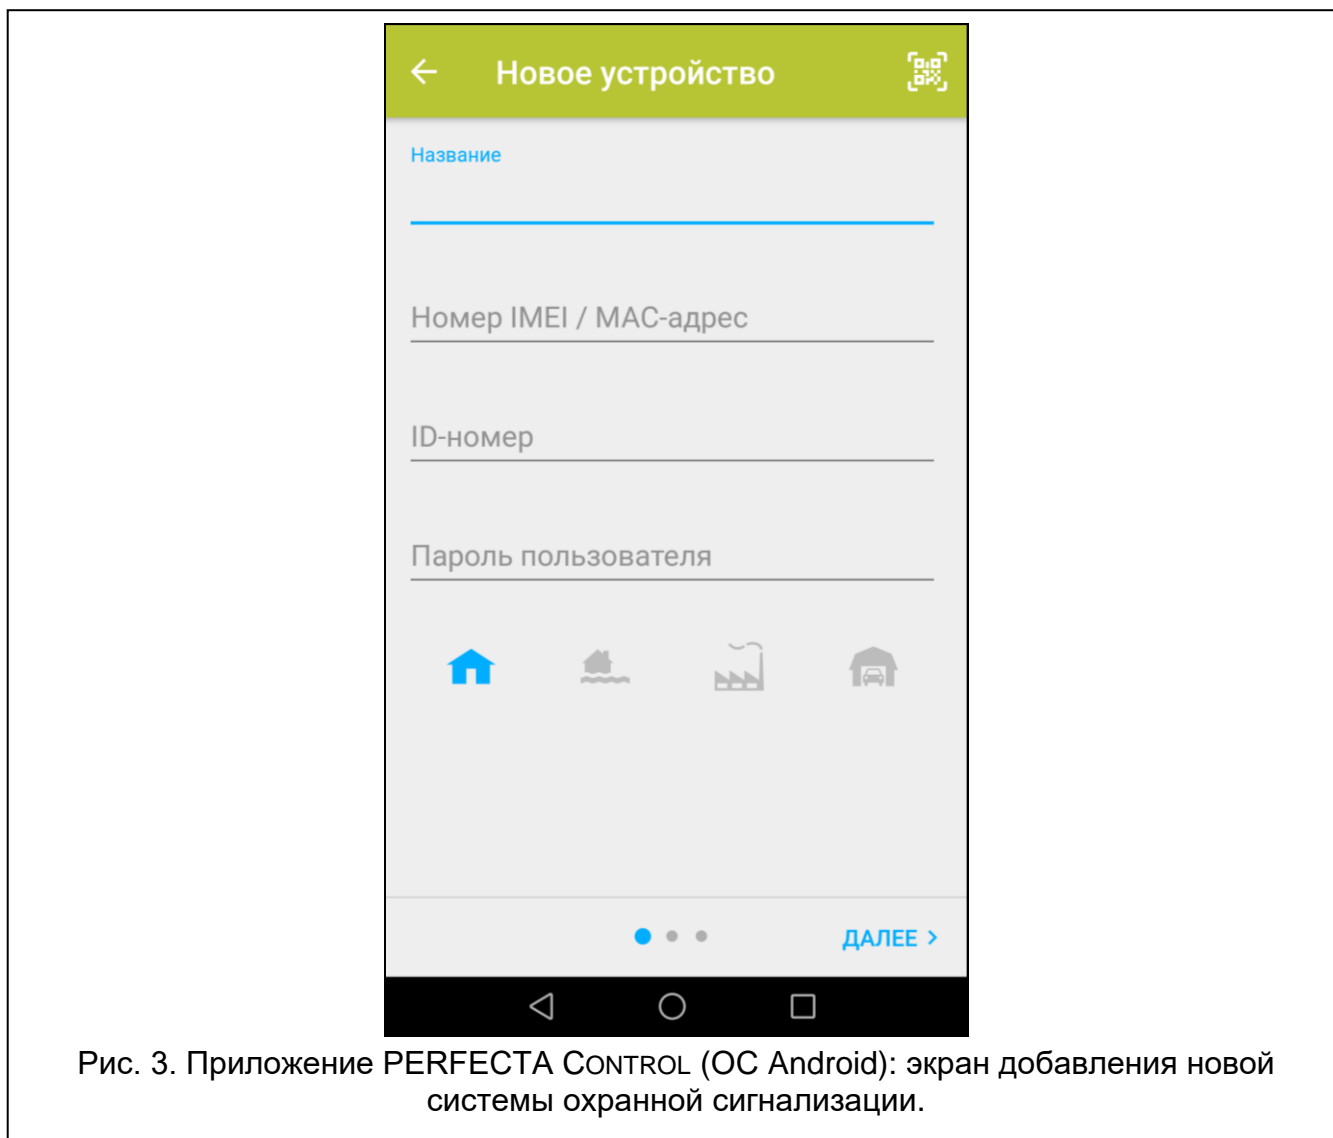 Новое устройство
Название
Номер IMEI / MAC-адрес
ID-номер
Пароль пользователя
ДАЛЕЕ >
Рис. 3. Приложение PERFECTA CONTROL (ОС Android): экран добавления новой
системы охранной сигнализации.